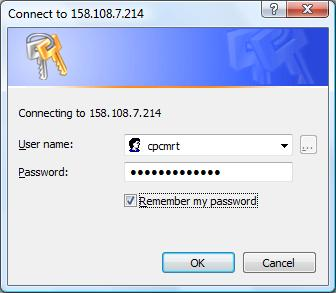 Connect to 158.108.7.214
Connecting to 158.108.7.214
User name: cpcmrt ...
Password: •••••••••••••
Remember my password
OK Cancel